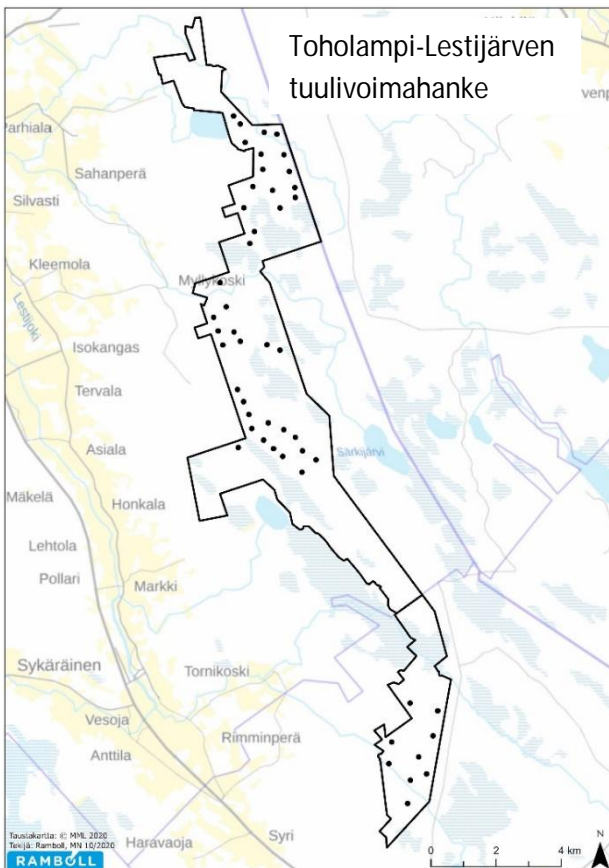 Toholampi-Lestijärven
tuulivoimahanke
Sahanperä
Silvasti
Kleemola
Myllykoski
Lestijoki
Isokangas
Tervala
Särkijärvi
Asiala
Mäkelä
Honkala
Lehtola
Pollari
Markki
Sykäräinen
Tornikoski
Vesoja
Rimminperä
Anttila
Taustakartta: © MML 2020
Tekijä: Ramboll, MN 10/2020
Haravaoja
Syri
RAMBOLL
0 2 4 km
N